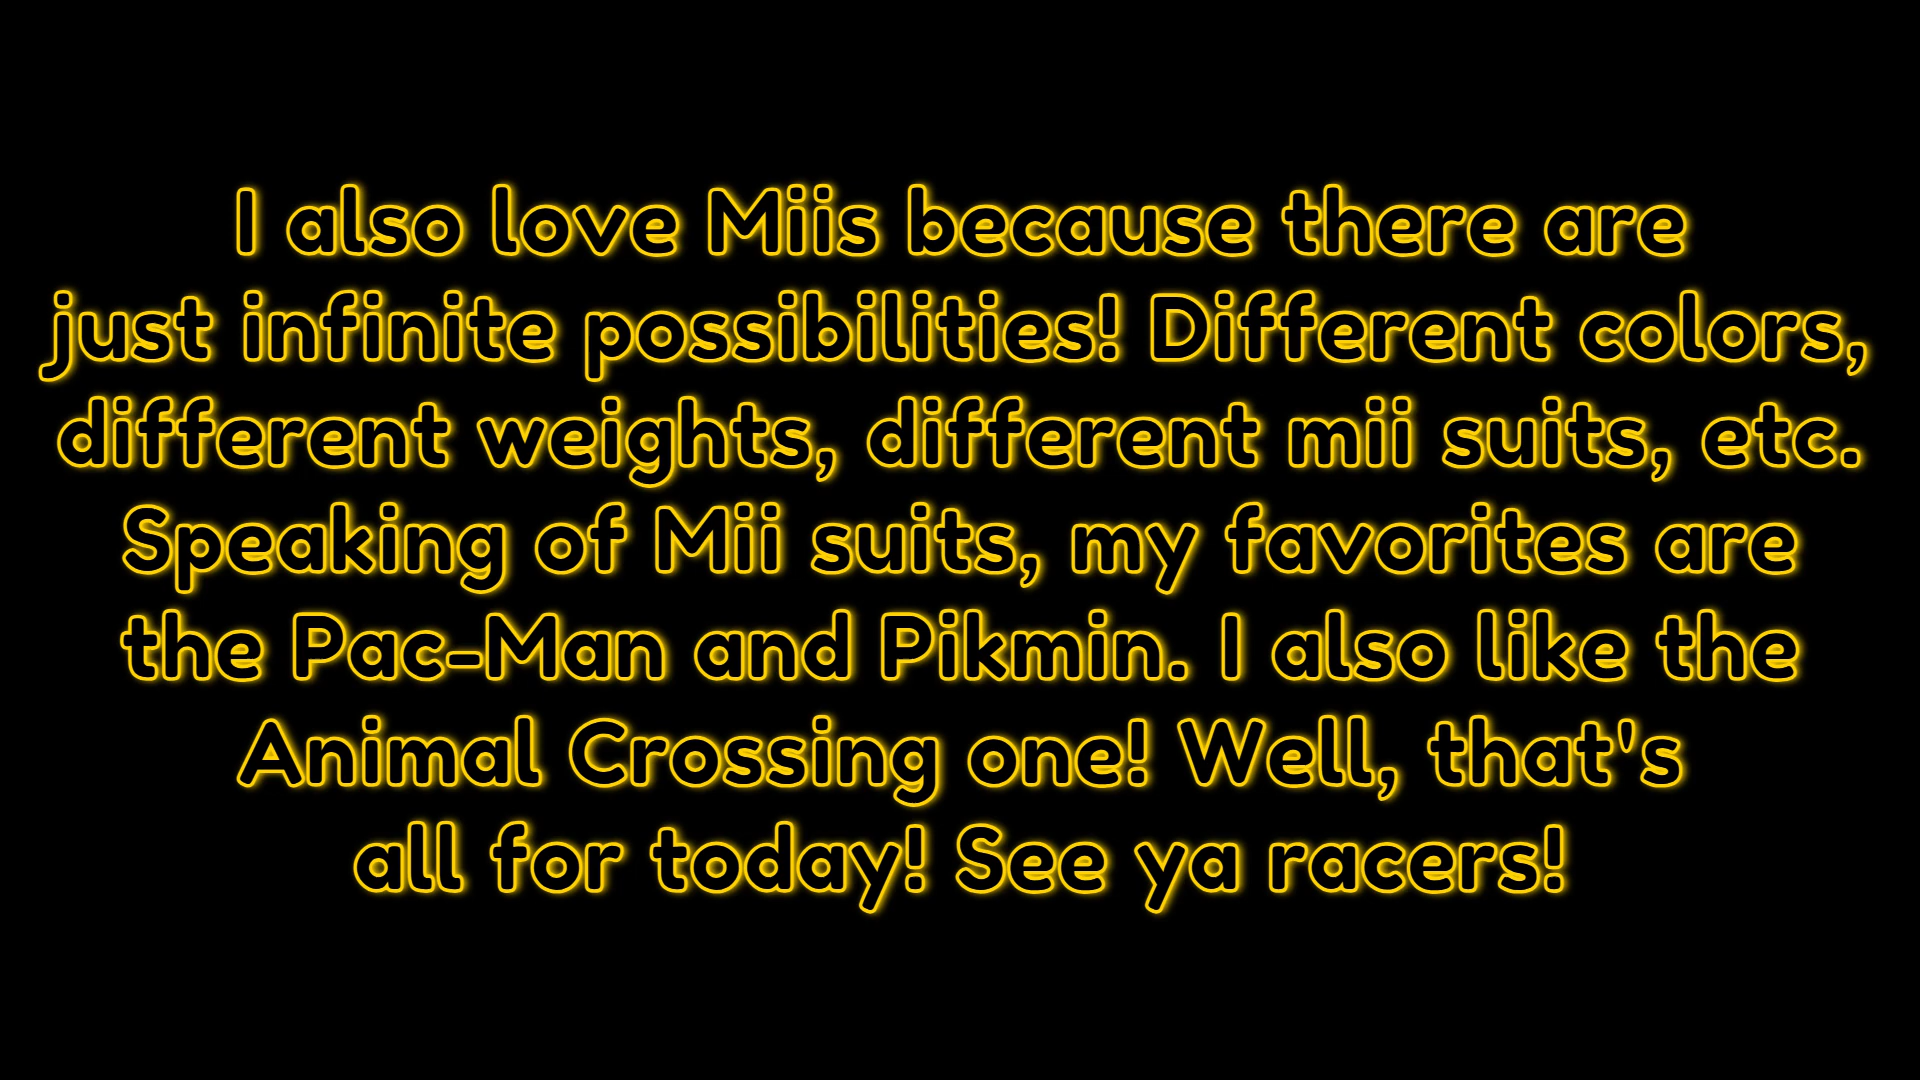 I also love Miis because there are
just infinite possibilities! Different colors,
different weights, different mii suits, etc.
Speaking of Mii suits, my favorites are
the Pac-Man and Pikmin. I also like the
Animal Crossing one! Well, that's
all for today! See ya racers!